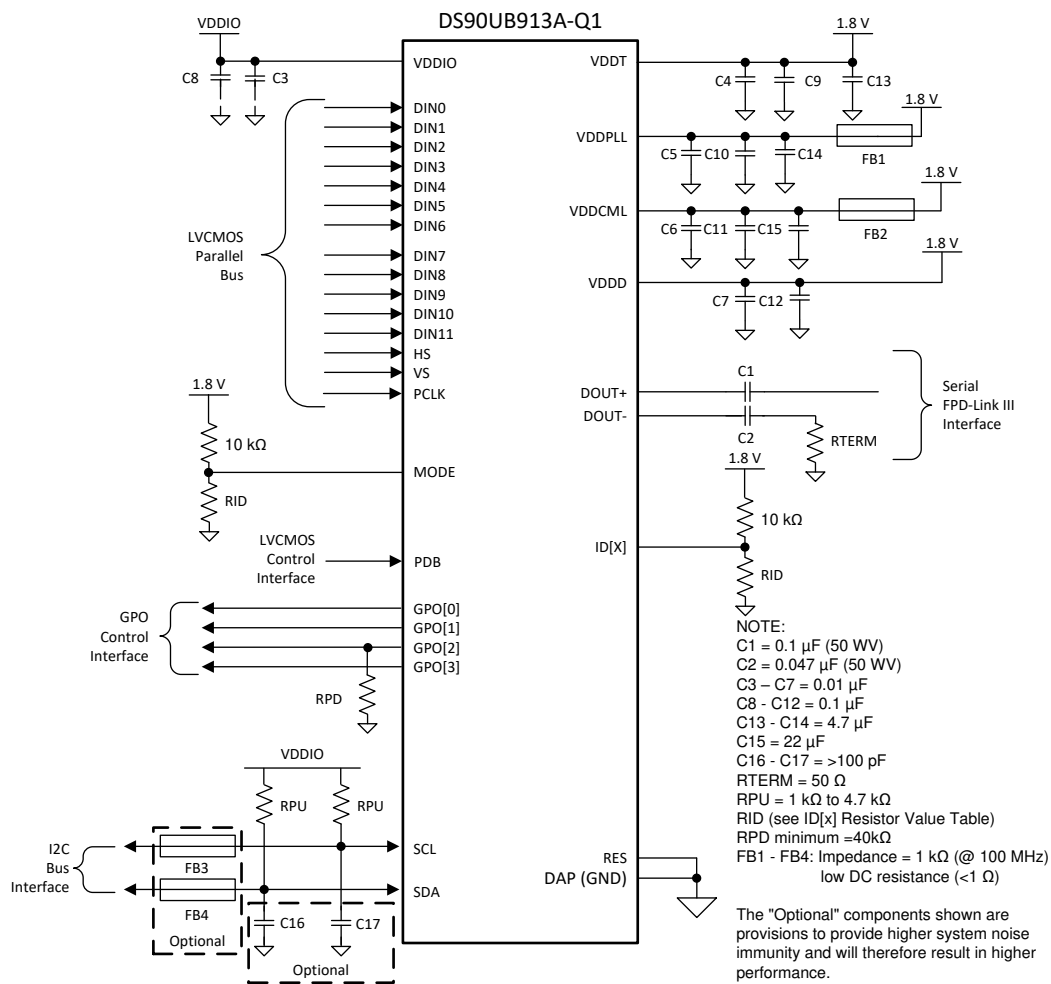 DS90UB913A-Q1
VDDIO
VDDIO
C8
C3
DIN0
DIN1
DIN2
DIN3
DIN4
DIN5
DIN6
DIN7
DIN8
DIN9
DIN10
DIN11
HS
VS
PCLK
LVCMOS
Parallel
Bus
1.8 V
10 kΩ
MODE
RID
LVCMOS
Control
Interface
PDB
GPO
Control
Interface
GPO[0]
GPO[1]
GPO[2]
GPO[3]
RPD
VDDIO
RPU
RPU
I2C
Bus
Interface
FB3
SCL
FB4
SDA
Optional
C16
C17
Optional
VDDT
1.8 V
C4
C9
C13
VDDPLL
1.8 V
C5
C10
C14
FB1
VDDCML
1.8 V
C6
C11
C15
FB2
VDDD
1.8 V
C7
C12
DOUT+
C1
DOUT-
C2
RTERM
Serial
FPD-Link III
Interface
1.8 V
10 kΩ
ID[X]
RID
RES
DAP (GND)
NOTE:
C1 = 0.1 µF (50 WV)
C2 = 0.047 µF (50 WV)
C3 – C7 = 0.01 µF
C8 - C12 = 0.1 µF
C13 - C14 = 4.7 µF
C15 = 22 µF
C16 - C17 = >100 pF
RTERM = 50 Ω
RPU = 1 kΩ to 4.7 kΩ
RID (see ID[x] Resistor Value Table)
RPD minimum =40kΩ
FB1 - FB4: Impedance = 1 kΩ (@ 100 MHz)
low DC resistance (<1 Ω)
The "Optional" components shown are
provisions to provide higher system noise
immunity and will therefore result in higher
performance.